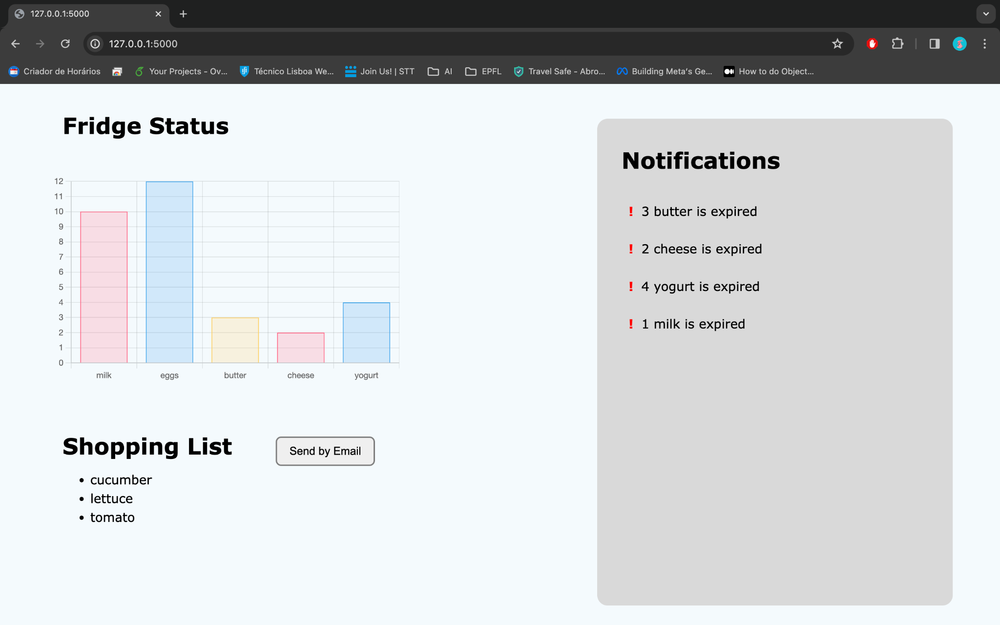 127.0.0.1:5000
127.0.0.1:5000
Criador de Horários
Your Projects - Ov...
Técnico Lisboa We...
Join Us! | STT
AI
EPFL
Travel Safe - Abro...
Building Meta's Ge...
How to do Object...
Fridge Status
12
11
10
9
8
7
6
5
4
3
2
1
0
milk eggs butter cheese yogurt
Shopping List
Send by Email
• cucumber
• lettuce
• tomato
Notifications
! 3 butter is expired
! 2 cheese is expired
! 4 yogurt is expired
! 1 milk is expired